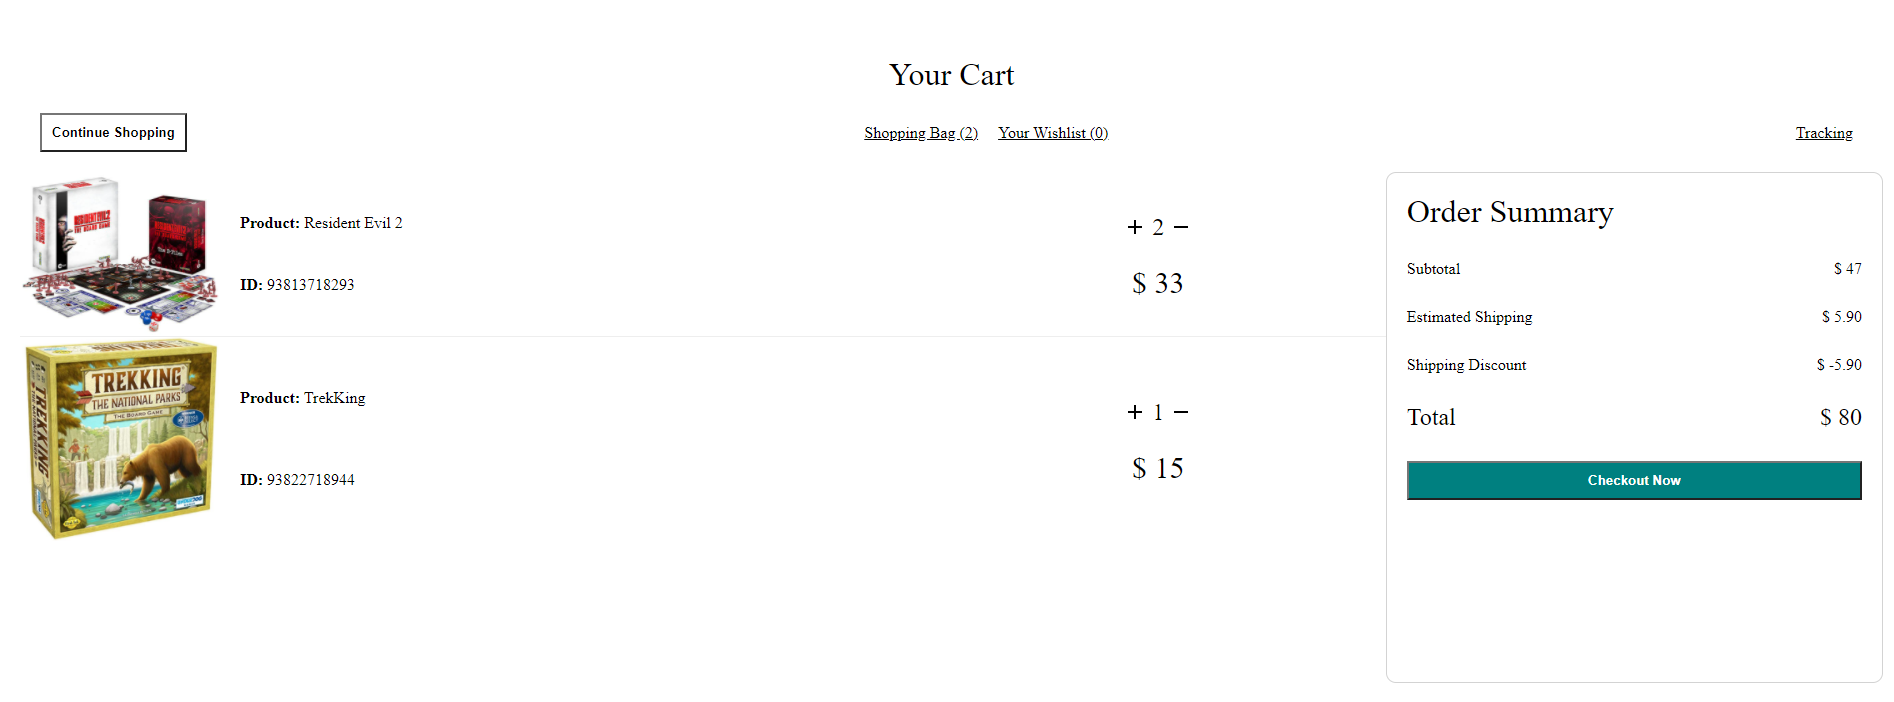 Your Cart
Continue Shopping
Shopping Bag (2) Your Wishlist (0)
Tracking
RESIDENT EVIL 2
THE BOARD GAME
Product: Resident Evil 2
ID: 93813718293
+ 2 −
$ 33
TREKKING
THE NATIONAL PARKS
THE BOARD GAME
TREKKING
Product: TrekKing
ID: 93822718944
+ 1 −
$ 15
Order Summary
Subtotal $ 47
Estimated Shipping $ 5.90
Shipping Discount $ -5.90
Total $ 80
Checkout Now